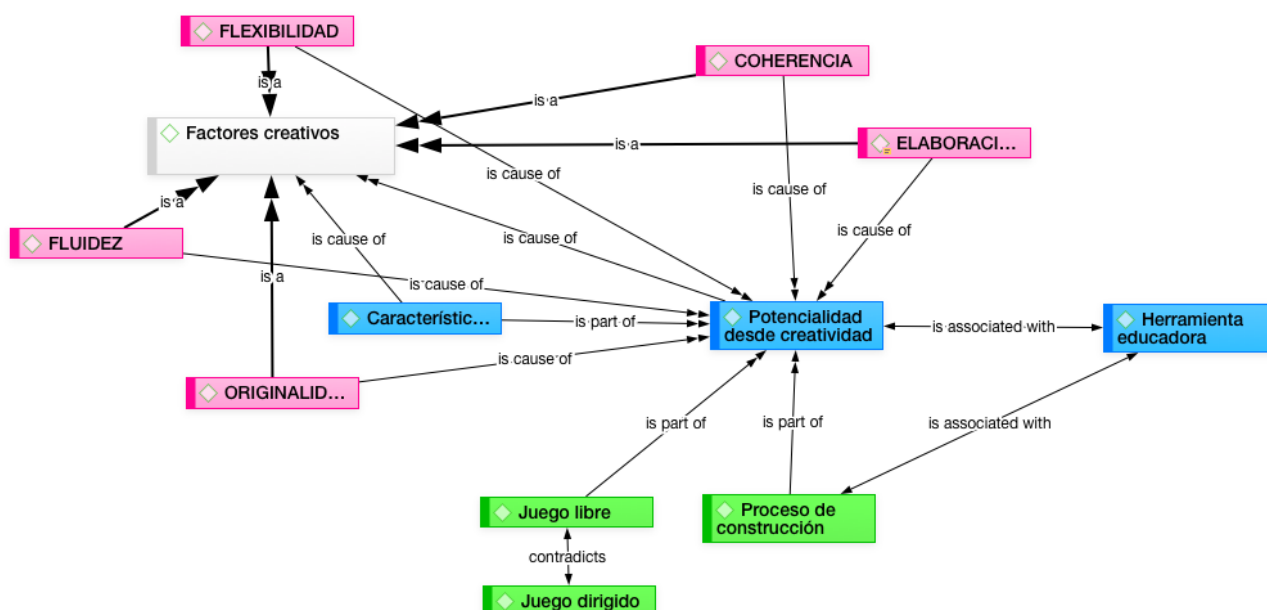 FLEXIBILIDAD
COHERENCIA
is a
is a
Factores creativos
ELABORACI...
is a
is cause of
is cause of
is a
is cause of
is cause of
is cause of
FLUIDEZ
is a
is cause of
Característic...
is part of
Potencialidad
desde creatividad
is associated with
Herramienta
educadora
is cause of
ORIGINALID...
is part of
is part of
is associated with
Juego libre
Proceso de
construcción
contradicts
Juego dirigido